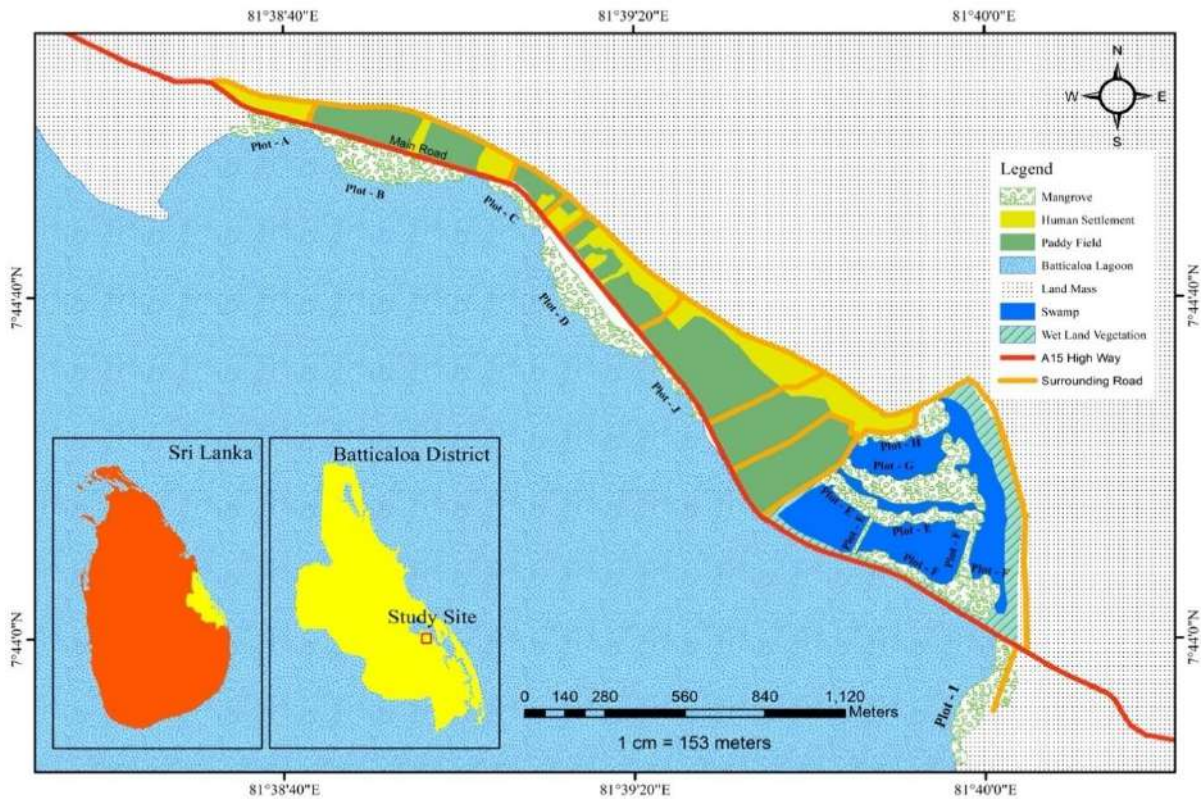 81°38'40"E
81°39'20"E
81°40'0"E
N
W
E
S
Plot - A
Main Road
Plot - B
Plot - C
Legend
Mangrove
Human Settlement
Paddy Field
Batticaloa Lagoon
Land Mass
Swamp
Wet Land Vegetation
A15 High Way
Surrounding Road
7°44'40"N
7°44'40"N
Plot - D
Plot - J
Plot - H
Plot - G
Plot - E
Plot - E
Plot - F
Plot - F
Sri Lanka
Batticaloa District
Study Site
7°44'0"N
7°44'0"N
Plot - I
0 140 280 560 840 1,120
Meters
1 cm = 153 meters
81°38'40"E
81°39'20"E
81°40'0"E